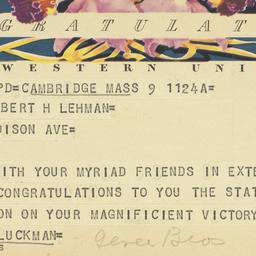 GRATULAT
WESTERN UNI
PD=CAMBRIDGE MASS 9 1124A=
BERT H LEHMAN=
DISON AVE=
WITH YOUR MYRIAD FRIENDS IN EXTE
CONGRATULATIONS TO YOU THE STAT
ON ON YOUR MAGNIFICIENT VICTORY
LUCKMAN=